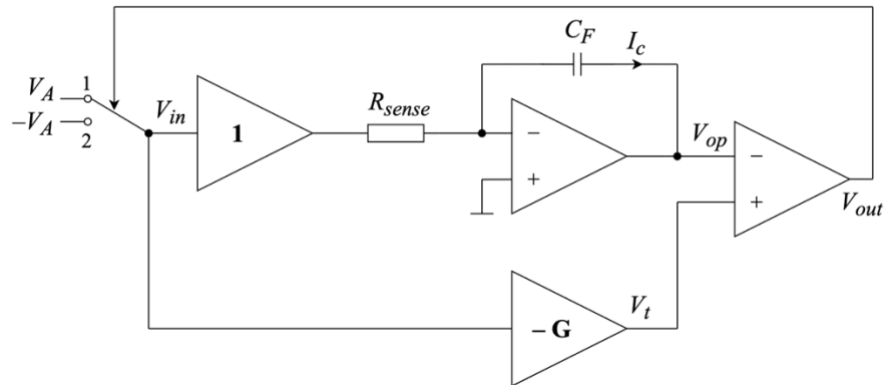 C_F
I_c
V_A
1
-V_A
2
V_in
1
R_sense
−
+
V_op
−
+
V_out
V_t
– G